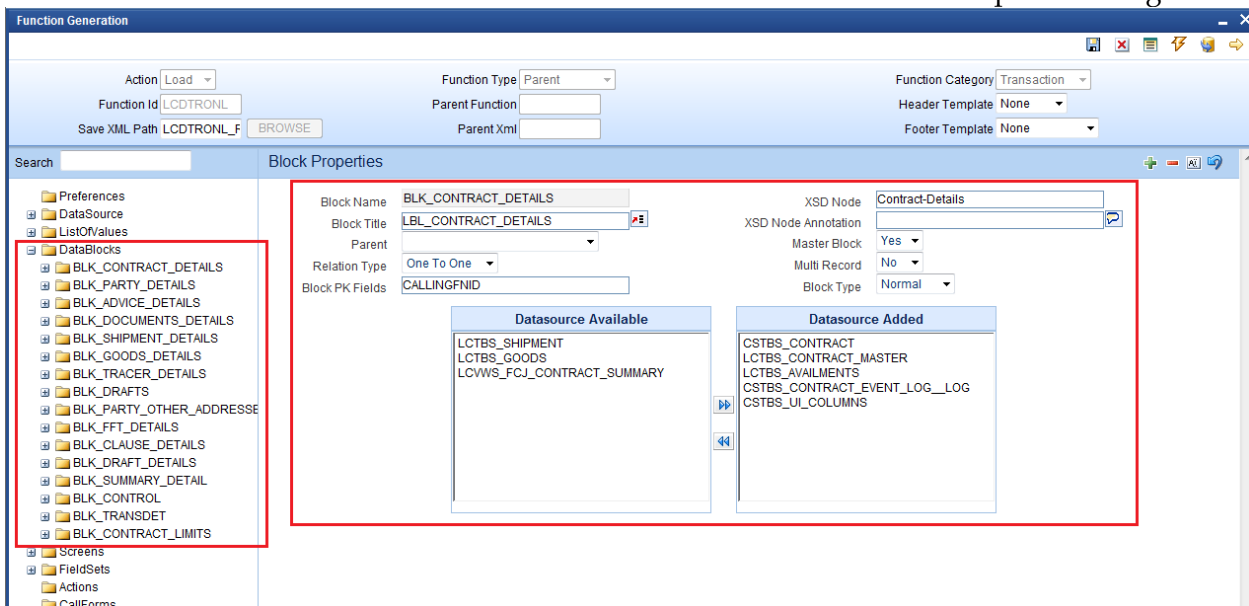 Function Generation
Action Load Function Type Parent Function Category Transaction
Function Id LCDTRONL Parent Function Header Template None
Save XML Path LCDTRONL_F BROWSE Parent Xml Footer Template None
Search Block Properties
Preferences
DataSource
ListOfValues
DataBlocks
BLK_CONTRACT_DETAILS
BLK_PARTY_DETAILS
BLK_ADVICE_DETAILS
BLK_DOCUMENTS_DETAILS
BLK_SHIPMENT_DETAILS
BLK_GOODS_DETAILS
BLK_TRACER_DETAILS
BLK_DRAFTS
BLK_PARTY_OTHER_ADDRESSE
BLK_FFT_DETAILS
BLK_CLAUSE_DETAILS
BLK_DRAFT_DETAILS
BLK_SUMMARY_DETAIL
BLK_CONTROL
BLK_TRANSDET
BLK_CONTRACT_LIMITS
Screens
FieldSets
Actions
CallForms
Block Name BLK_CONTRACT_DETAILS XSD Node Contract-Details
Block Title LBL_CONTRACT_DETAILS XSD Node Annotation
Parent Master Block Yes
Relation Type One To One Multi Record No
Block PK Fields CALLINGFNID Block Type Normal
Datasource Available
LCTBS_SHIPMENT
LCTBS_GOODS
LCVWS_FCJ_CONTRACT_SUMMARY
Datasource Added
CSTBS_CONTRACT
LCTBS_CONTRACT_MASTER
LCTBS_AVAILMENTS
CSTBS_CONTRACT_EVENT_LOG__LOG
CSTBS_UI_COLUMNS